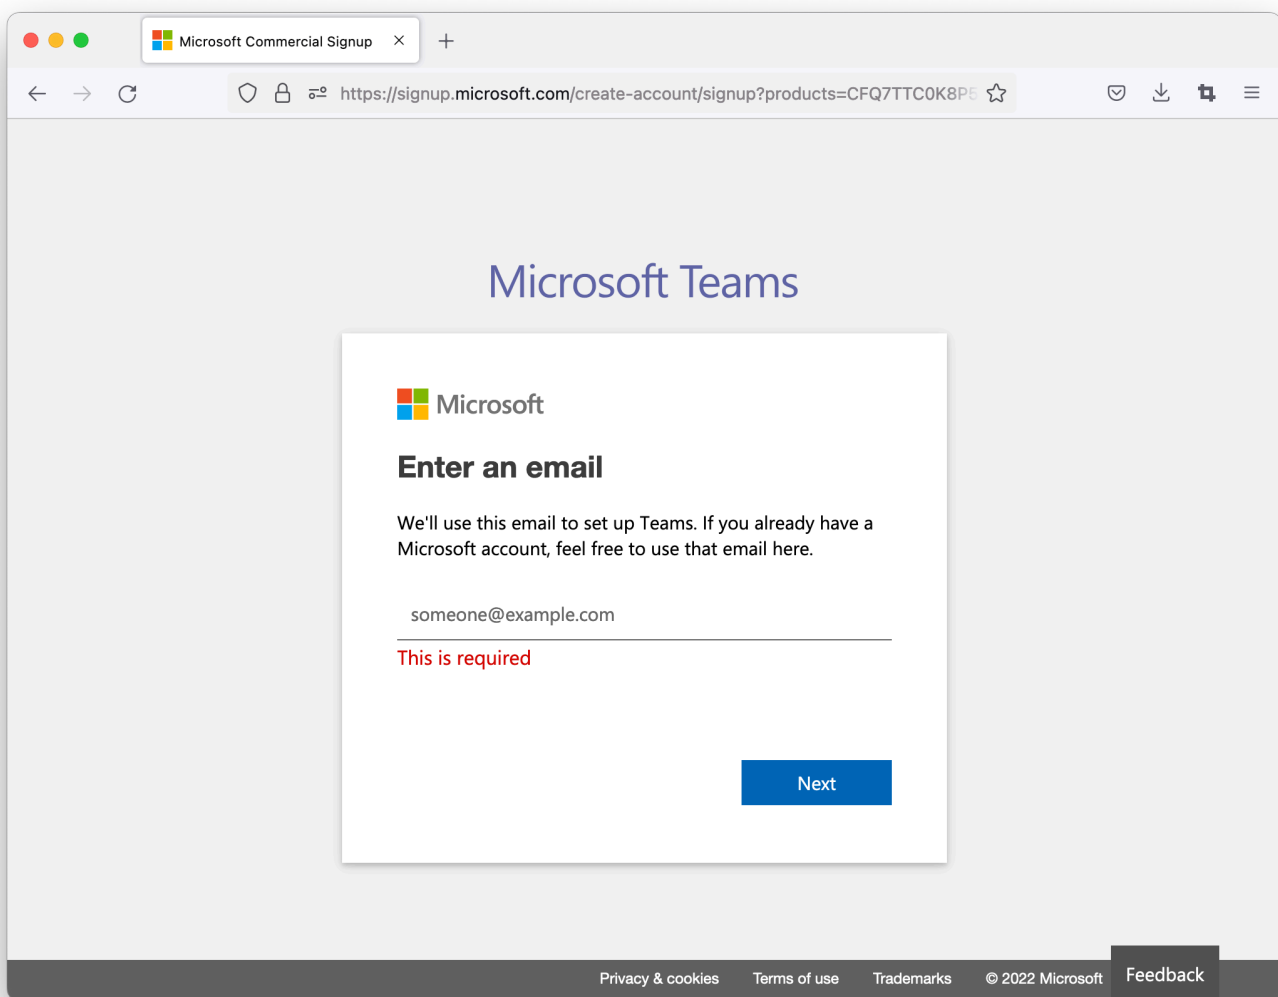 Microsoft Commercial Signup
https://signup.microsoft.com/create-account/signup?products=CFQ7TTC0K8P5
Microsoft Teams
Microsoft
Enter an email
We'll use this email to set up Teams. If you already have a
Microsoft account, feel free to use that email here.
someone@example.com
This is required
Next
Privacy & cookies Terms of use Trademarks © 2022 Microsoft Feedback